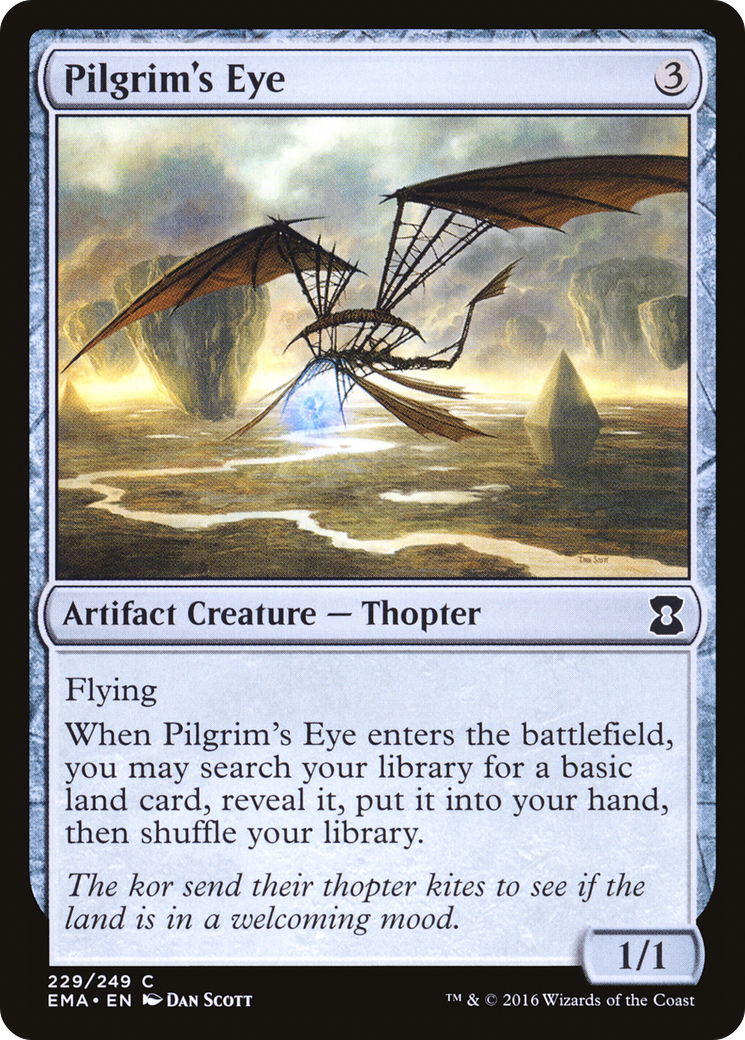 Pilgrim's Eye 3
Dan Scott
Artifact Creature — Thopter
Flying
When Pilgrim's Eye enters the battlefield,
you may search your library for a basic
land card, reveal it, put it into your hand,
then shuffle your library.
The kor send their thopter kites to see if the
land is in a welcoming mood.
1/1
229/249 C
EMA • EN Dan Scott
™ & © 2016 Wizards of the Coast